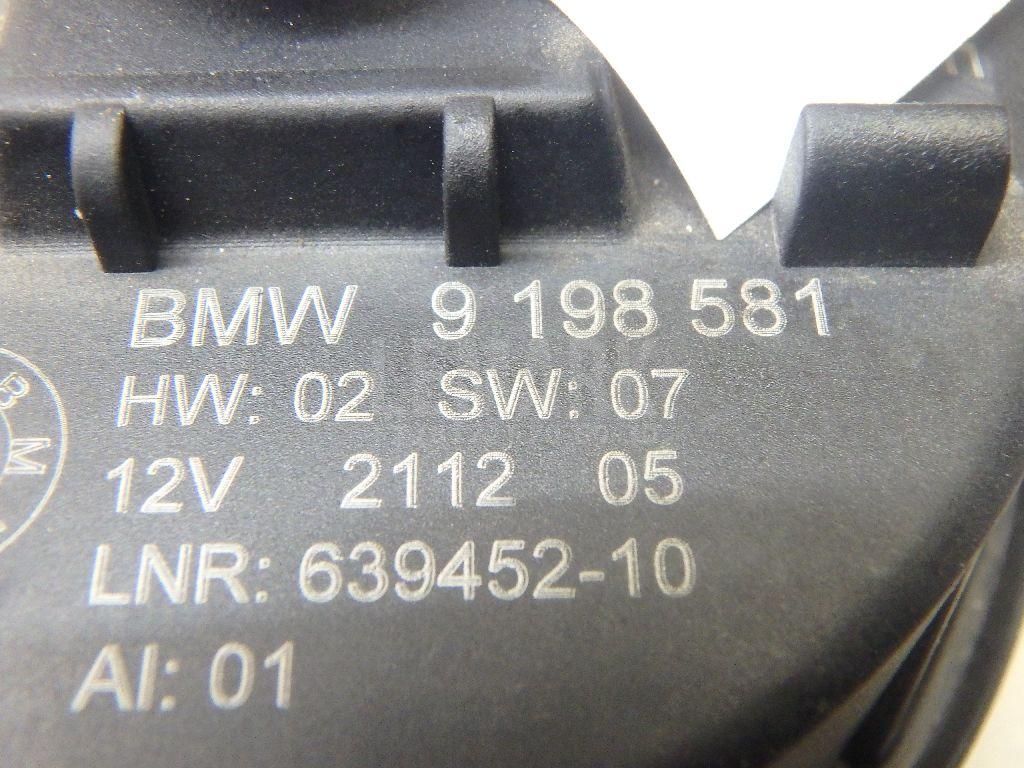 BMW 9 198 581
HW: 02 SW: 07
12V 2112 05
LNR: 639452-10
AI: 01
B M